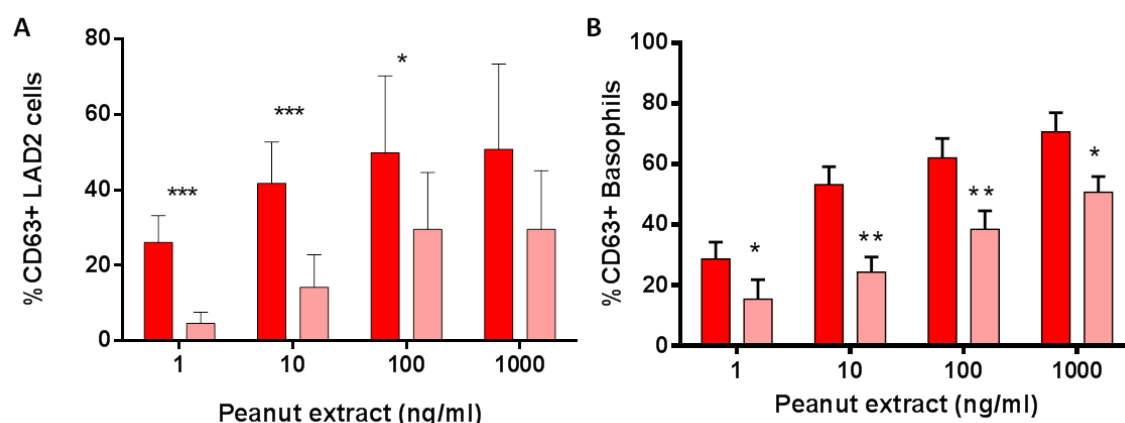 A
% CD63+ LAD2 cells
80
60
40
20
0
***
***
*
1 10 100 1000
Peanut extract (ng/ml)
B
% CD63+ Basophils
100
80
60
40
20
0
*
**
**
*
1 10 100 1000
Peanut extract (ng/ml)